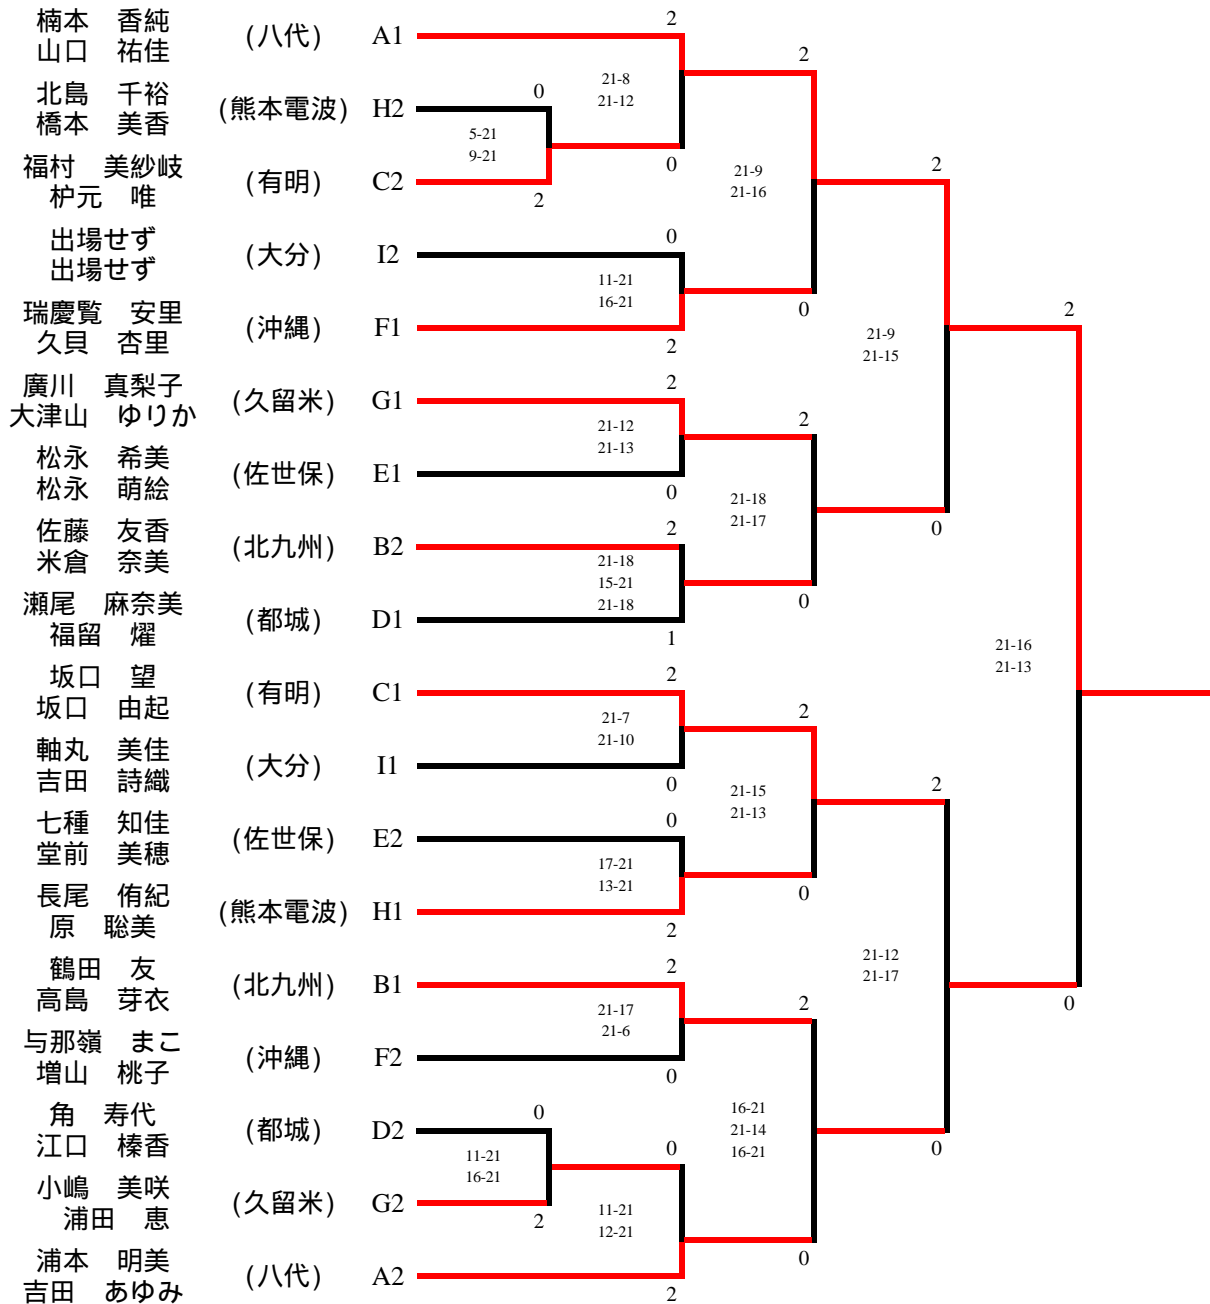 楠本　香純
山口　祐佳
(八代)
A1
2
北島　千裕
橋本　美香
(熊本電波)
H2
0
福村　美紗岐
枦元　唯
(有明)
C2
2
5-21
9-21
21-8
21-12
0
出場せず
出場せず
(大分)
I2
0
瑞慶覧　安里
久貝　杏里
(沖縄)
F1
2
11-21
16-21
2
21-9
21-16
0
廣川　真梨子
大津山　ゆりか
(久留米)
G1
2
松永　希美
松永　萌絵
(佐世保)
E1
0
21-12
21-13
佐藤　友香
米倉　奈美
(北九州)
B2
2
瀬尾　麻奈美
福留　燿
(都城)
D1
1
21-18
15-21
21-18
2
21-18
21-17
0
2
21-9
21-15
0
坂口　望
坂口　由起
(有明)
C1
2
軸丸　美佳
吉田　詩織
(大分)
I1
0
21-7
21-10
七種　知佳
堂前　美穂
(佐世保)
E2
0
長尾　侑紀
原　聡美
(熊本電波)
H1
2
17-21
13-21
2
21-15
21-13
0
鶴田　友
高島　芽衣
(北九州)
B1
2
与那嶺　まこ
増山　桃子
(沖縄)
F2
0
21-17
21-6
角　寿代
江口　榛香
(都城)
D2
0
小嶋　美咲
浦田　恵
(久留米)
G2
2
11-21
16-21
0
浦本　明美
吉田　あゆみ
(八代)
A2
2
11-21
12-21
2
16-21
21-14
16-21
0
2
21-12
21-17
0
2
21-16
21-13
0